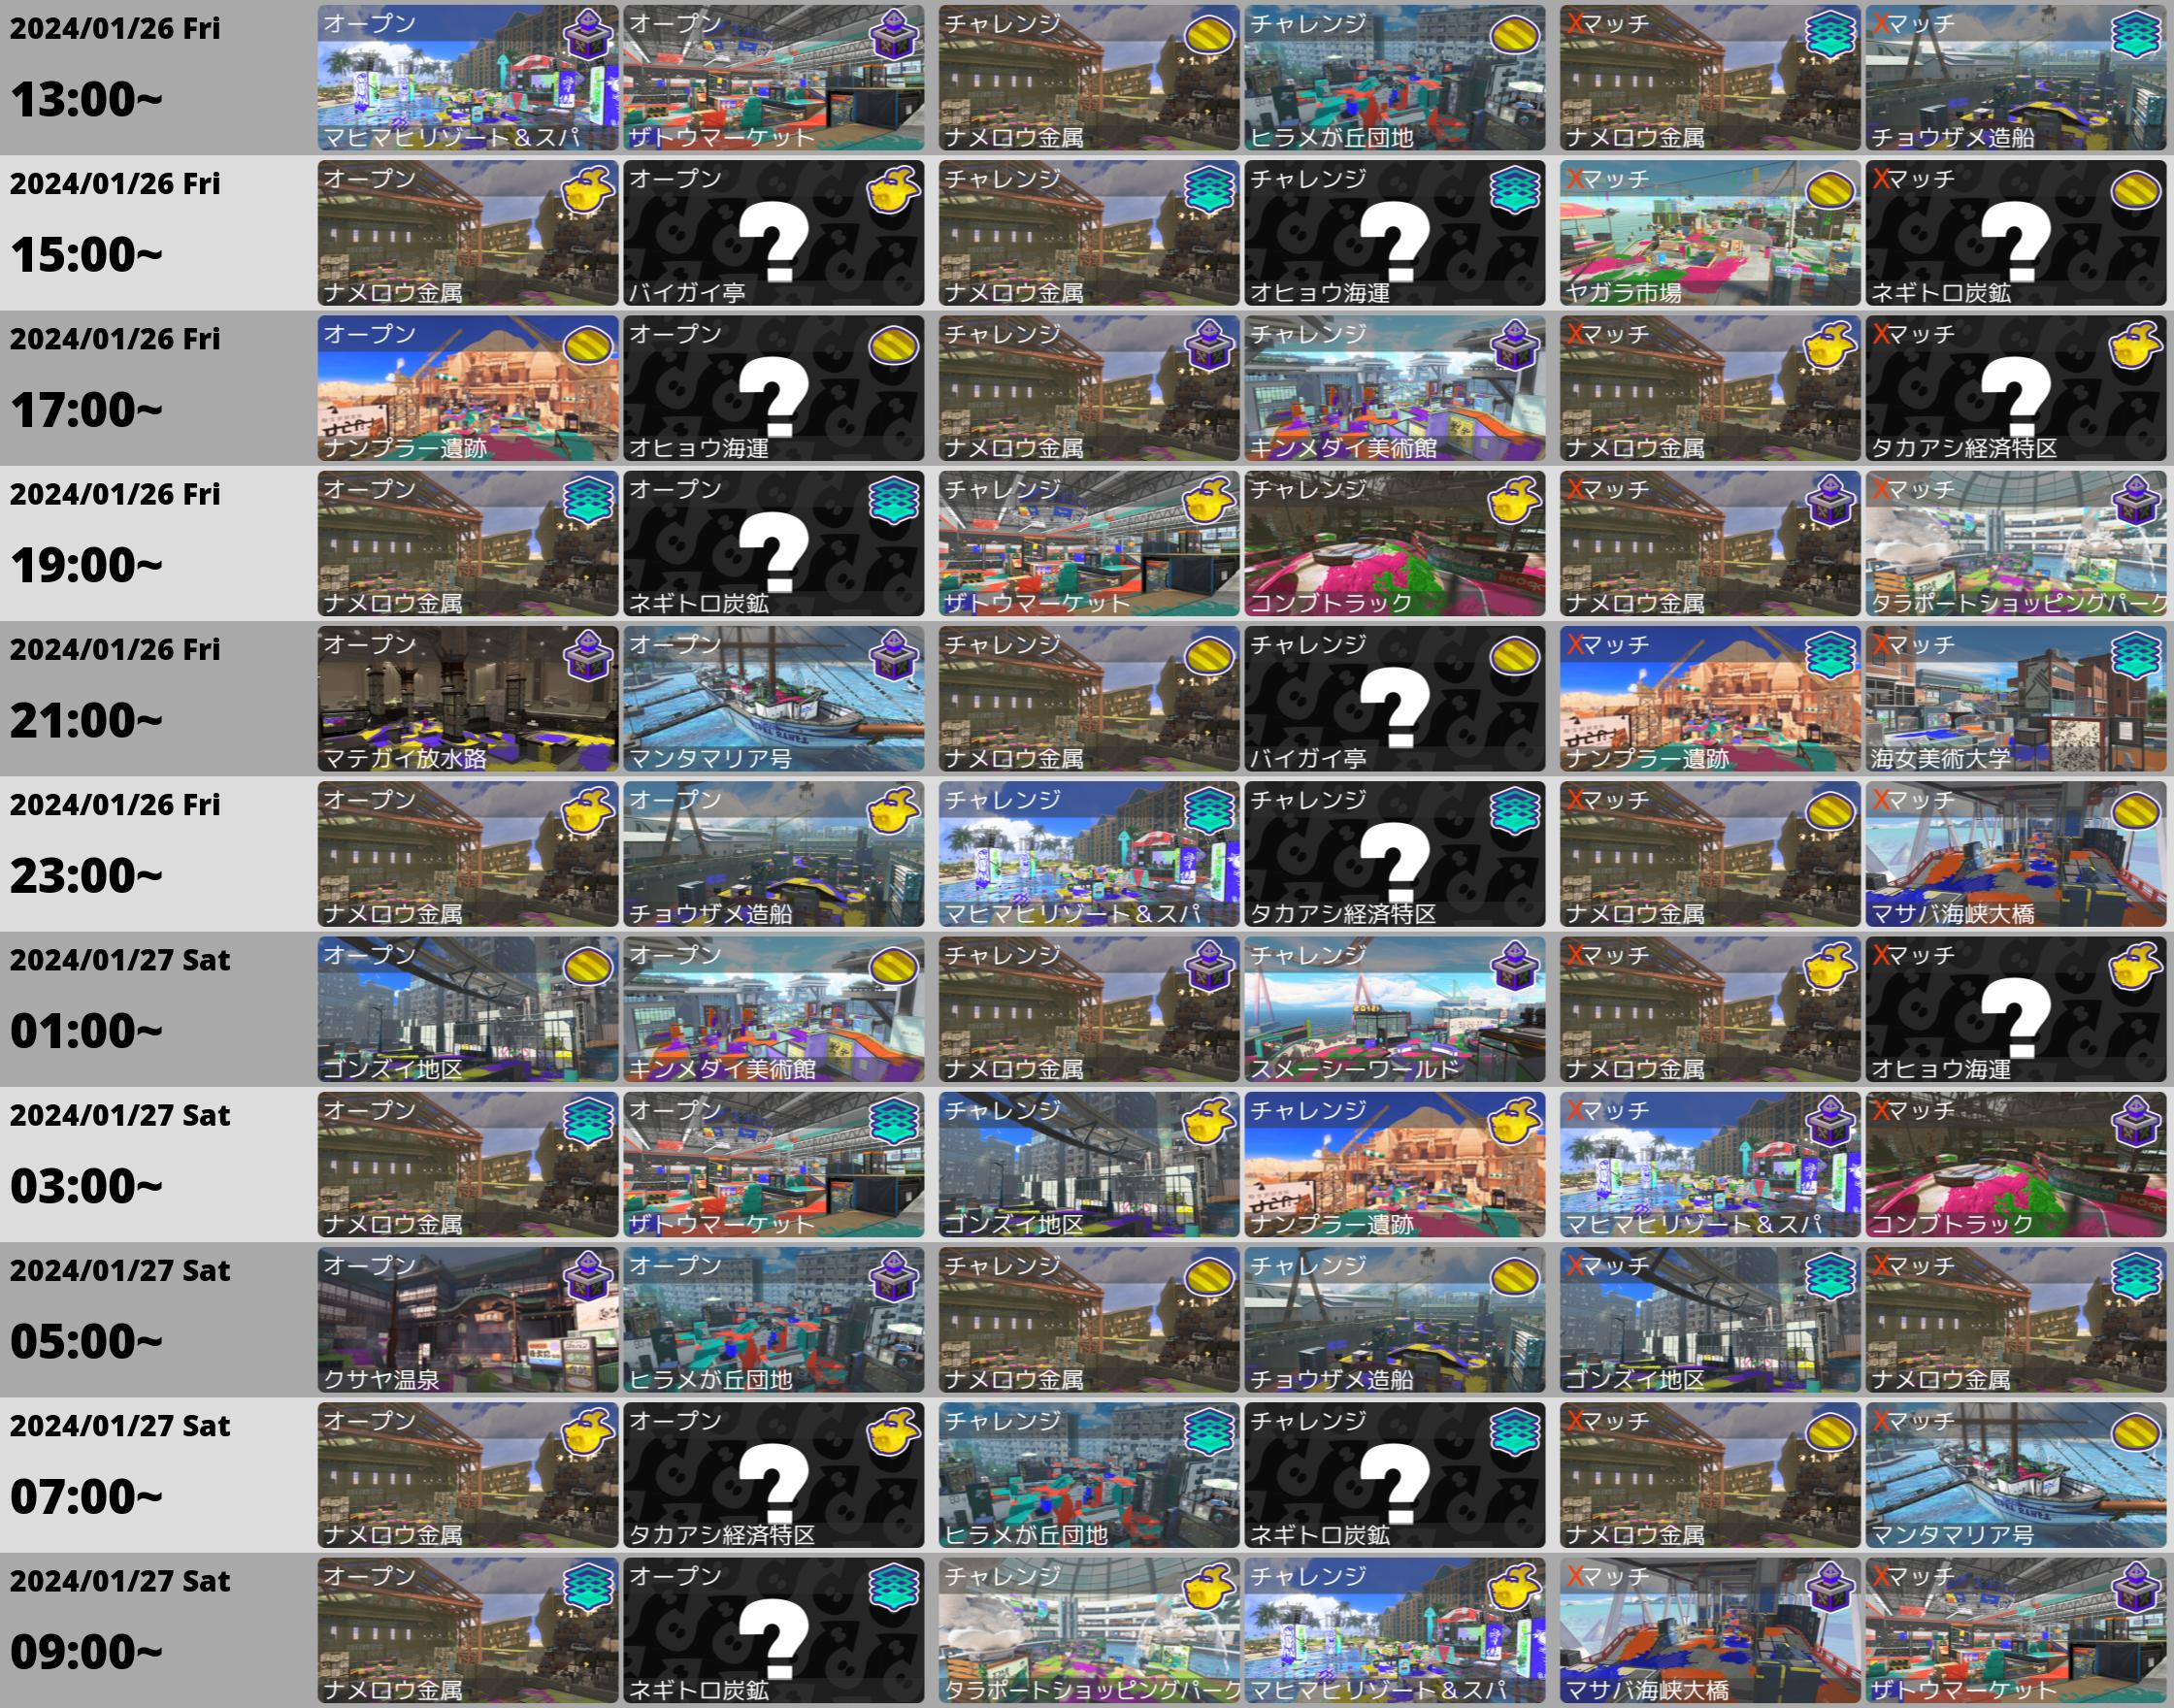 2024/01/26 Fri
13:00~
オープン
マヒマヒリゾート＆スパ
オープン
ザトウマーケット
チャレンジ
ナメロウ金属
チャレンジ
ヒラメが丘団地
Xマッチ
ナメロウ金属
Xマッチ
チョウザメ造船
2024/01/26 Fri
15:00~
オープン
ナメロウ金属
オープン
?
バイガイ亭
チャレンジ
ナメロウ金属
チャレンジ
?
オヒョウ海運
Xマッチ
ヤガラ市場
Xマッチ
?
ネギトロ炭鉱
2024/01/26 Fri
17:00~
オープン
ナンプラー遺跡
オープン
?
オヒョウ海運
チャレンジ
ナメロウ金属
チャレンジ
キンメダイ美術館
Xマッチ
ナメロウ金属
Xマッチ
?
タカアシ経済特区
2024/01/26 Fri
19:00~
オープン
ナメロウ金属
オープン
?
ネギトロ炭鉱
チャレンジ
ザトウマーケット
チャレンジ
コンブトラック
Xマッチ
ナメロウ金属
Xマッチ
タラポートショッピングパーク
2024/01/26 Fri
21:00~
オープン
マテガイ放水路
オープン
マンタマリア号
チャレンジ
ナメロウ金属
チャレンジ
?
バイガイ亭
Xマッチ
ナンプラー遺跡
Xマッチ
海女美術大学
2024/01/26 Fri
23:00~
オープン
ナメロウ金属
オープン
チョウザメ造船
チャレンジ
マヒマヒリゾート＆スパ
チャレンジ
?
タカアシ経済特区
Xマッチ
ナメロウ金属
Xマッチ
マサバ海峡大橋
2024/01/27 Sat
01:00~
オープン
ゴンズイ地区
オープン
キンメダイ美術館
チャレンジ
ナメロウ金属
チャレンジ
スメーシーワールド
Xマッチ
ナメロウ金属
Xマッチ
?
オヒョウ海運
2024/01/27 Sat
03:00~
オープン
ナメロウ金属
オープン
ザトウマーケット
チャレンジ
ゴンズイ地区
チャレンジ
ナンプラー遺跡
Xマッチ
マヒマヒリゾート＆スパ
Xマッチ
コンブトラック
2024/01/27 Sat
05:00~
オープン
クサヤ温泉
オープン
ヒラメが丘団地
チャレンジ
ナメロウ金属
チャレンジ
チョウザメ造船
Xマッチ
ゴンズイ地区
Xマッチ
ナメロウ金属
2024/01/27 Sat
07:00~
オープン
ナメロウ金属
オープン
?
タカアシ経済特区
チャレンジ
ヒラメが丘団地
チャレンジ
?
ネギトロ炭鉱
Xマッチ
ナメロウ金属
Xマッチ
マンタマリア号
2024/01/27 Sat
09:00~
オープン
ナメロウ金属
オープン
?
ネギトロ炭鉱
チャレンジ
タラポートショッピングパーク
チャレンジ
マヒマヒリゾート＆スパ
Xマッチ
マサバ海峡大橋
Xマッチ
ザトウマーケット